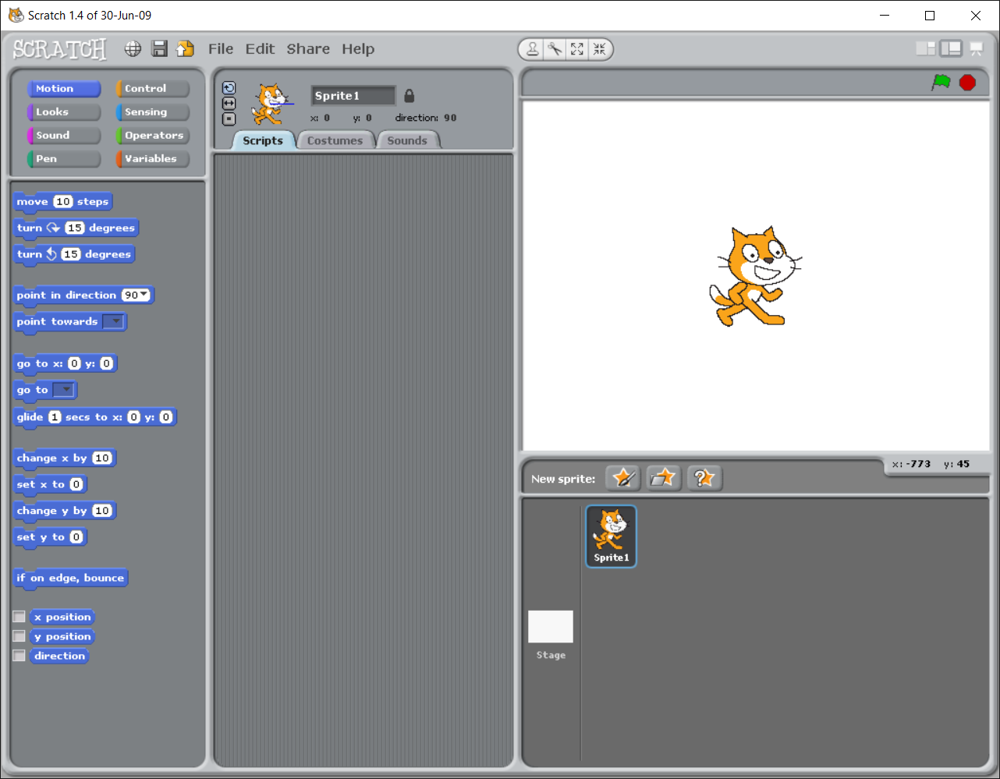 Scratch 1.4 of 30-Jun-09
SCRATCH File Edit Share Help
Motion Control
Looks Sensing
Sound Operators
Pen Variables
move 10 steps
turn 15 degrees
turn 15 degrees
point in direction 90
point towards
go to x: 0 y: 0
go to
glide 1 secs to x: 0 y: 0
change x by 10
set x to 0
change y by 10
set y to 0
if on edge, bounce
x position
y position
direction
Sprite1
x: 0 y: 0 direction: 90
Scripts Costumes Sounds
x: -773 y: 45
New sprite:
Sprite1
Stage